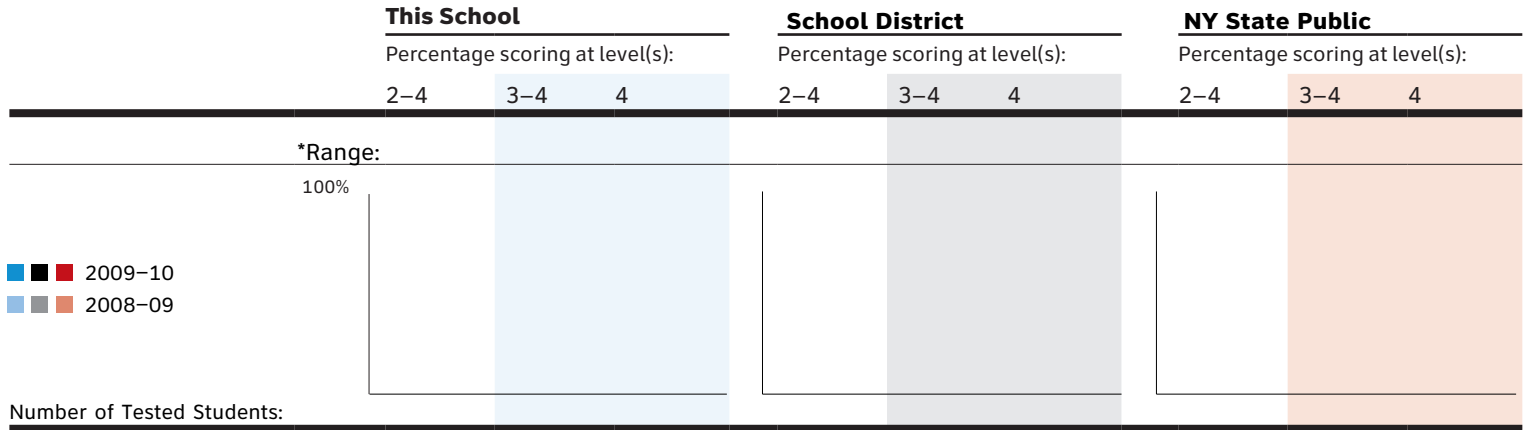 This School School District NY State Public
Percentage scoring at level(s): Percentage scoring at level(s): Percentage scoring at level(s):
2–4 3–4 4 2–4 3–4 4 2–4 3–4 4
*Range:
100%
2009–10
2008–09
Number of Tested Students: